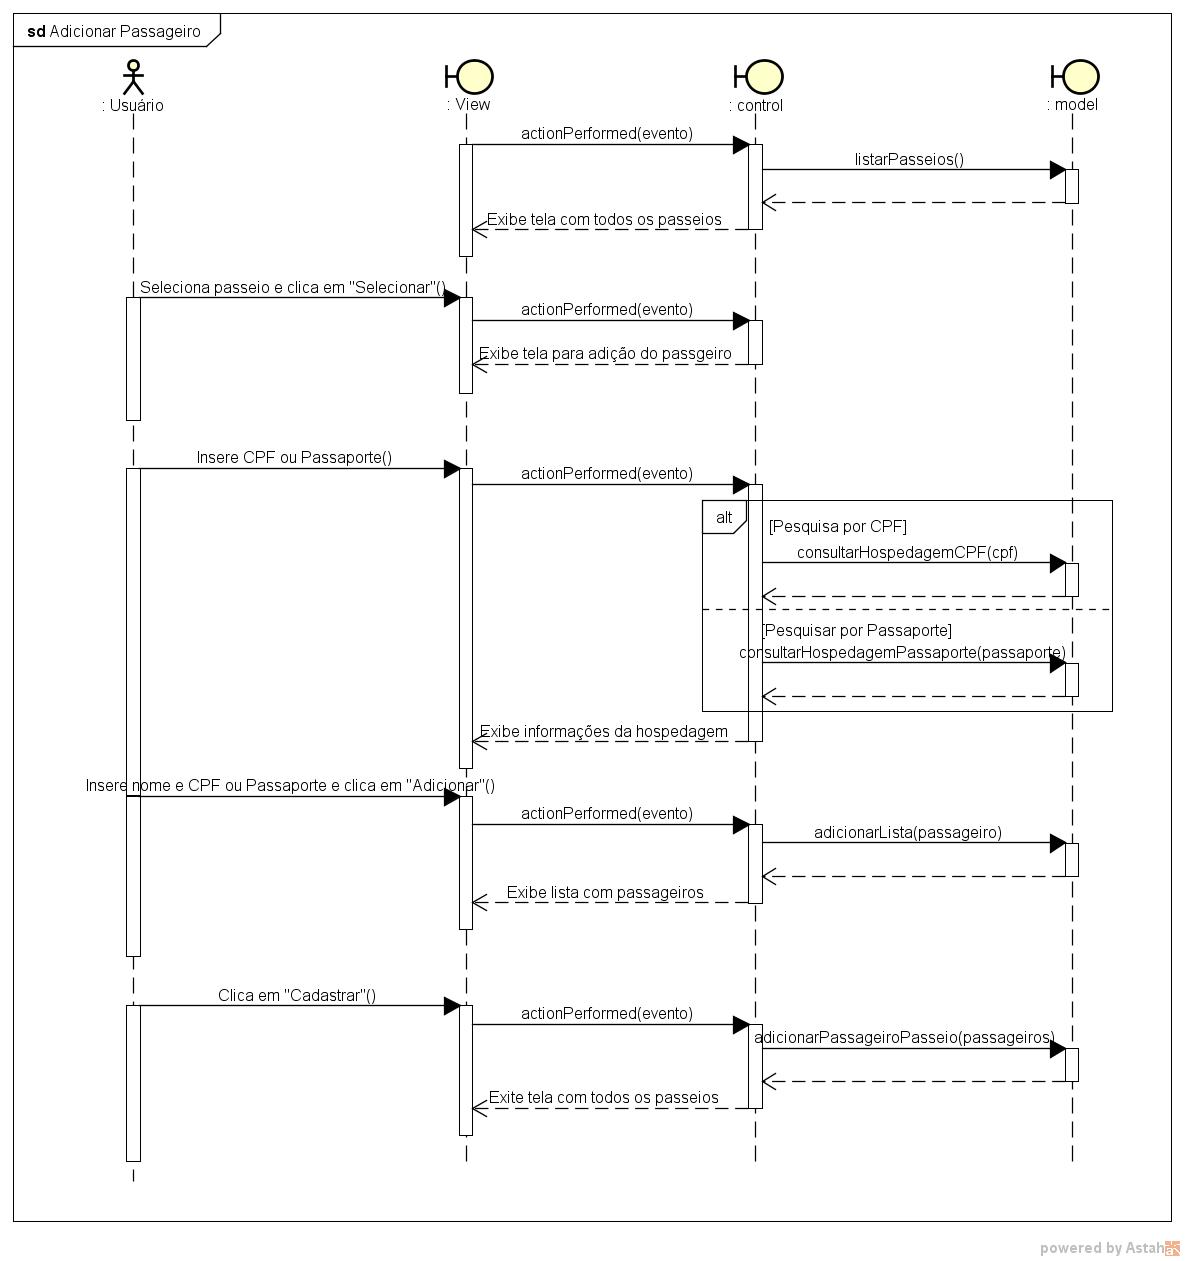 sd Adicionar Passageiro
: Usuário
: View
: control
: model
actionPerformed(evento)
listarPasseios()
Exibe tela com todos os passeios
Seleciona passeio e clica em "Selecionar"()
actionPerformed(evento)
Exibe tela para adição do passgeiro
Insere CPF ou Passaporte()
actionPerformed(evento)
alt
[Pesquisa por CPF]
consultarHospedagemCPF(cpf)
[Pesquisar por Passaporte]
consultarHospedagemPassaporte(passaporte)
Exibe informações da hospedagem
Insere nome e CPF ou Passaporte e clica em "Adicionar"()
actionPerformed(evento)
adicionarLista(passageiro)
Exibe lista com passageiros
Clica em "Cadastrar"()
actionPerformed(evento)
adicionarPassageiroPasseio(passageiros)
Exite tela com todos os passeios
powered by Astah